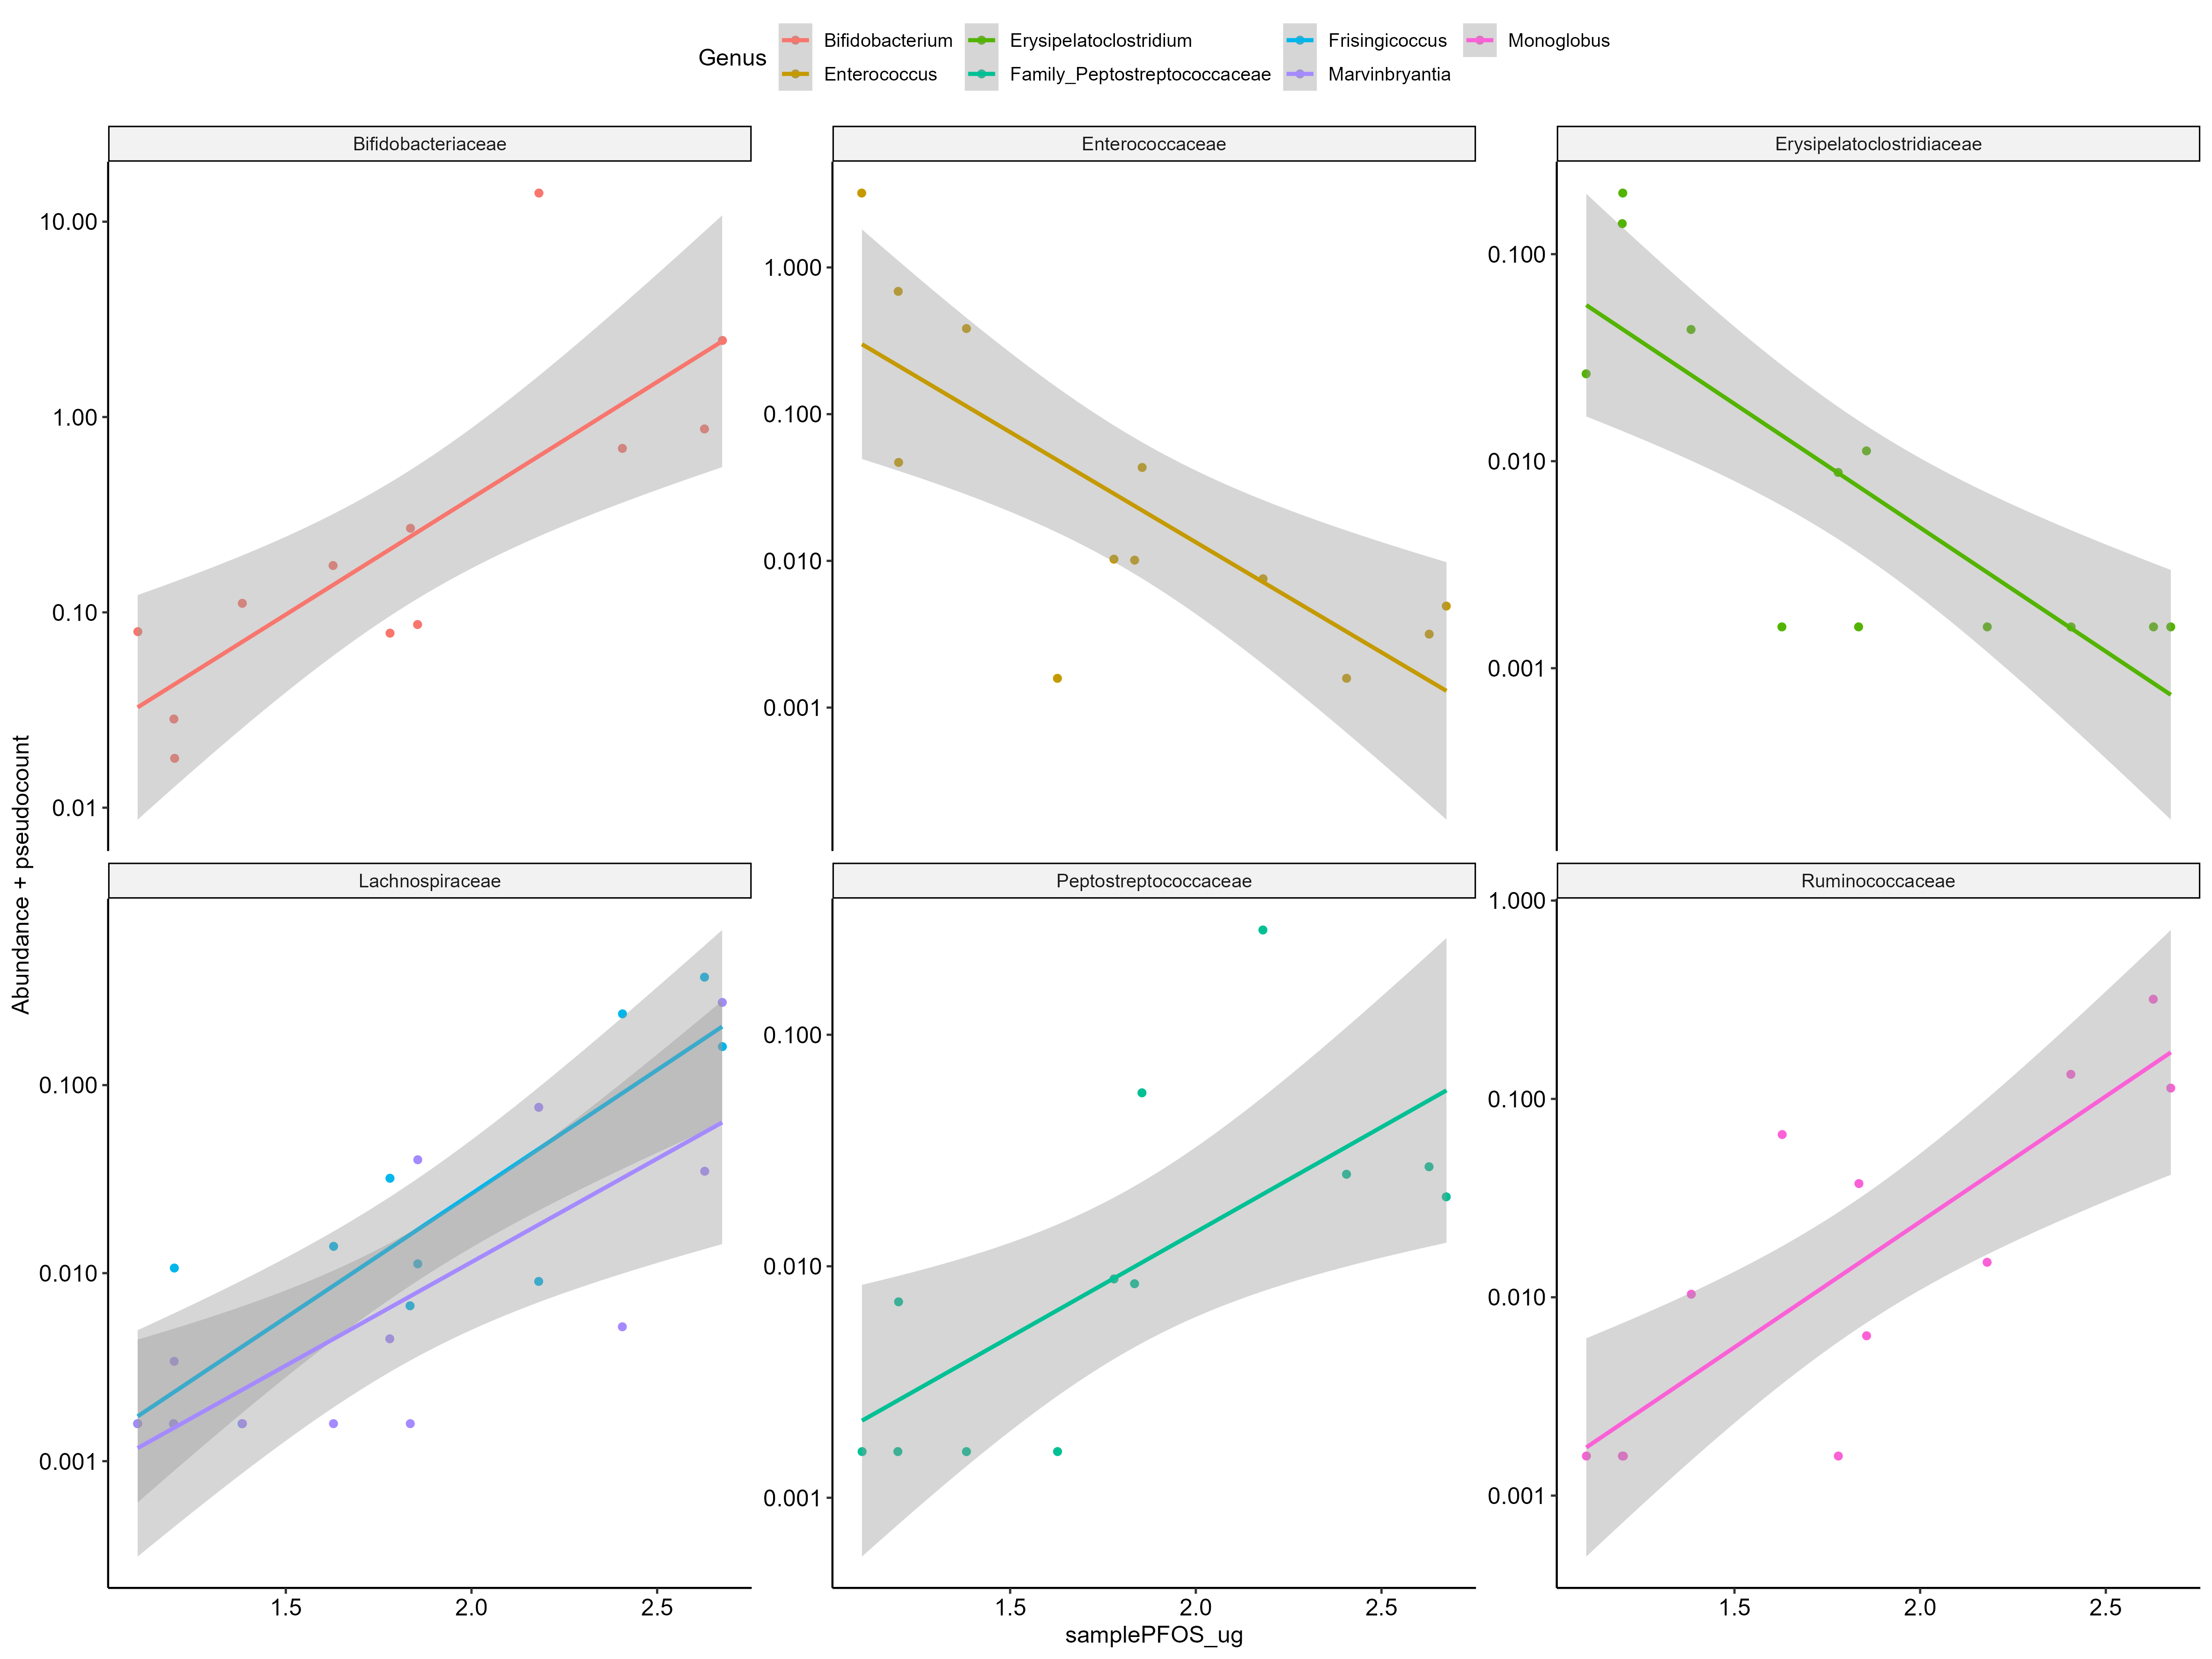 Genus
Bifidobacterium Erysipelatoclostridium Frisingicoccus Monoglobus
Enterococcus Family_Peptostreptococcaceae Marvinbryantia
Bifidobacteriaceae Enterococcaceae Erysipelatoclostridiaceae
10.00
1.00
0.10
0.01
1.000
0.100
0.010
0.001
0.100
0.010
0.001
Abundance + pseudocount
Lachnospiraceae Peptostreptococcaceae Ruminococcaceae
0.100
0.010
0.001
0.100
0.010
0.001
1.000
0.100
0.010
0.001
1.5 2.0 2.5 1.5 2.0 2.5 1.5 2.0 2.5
samplePFOS_ug